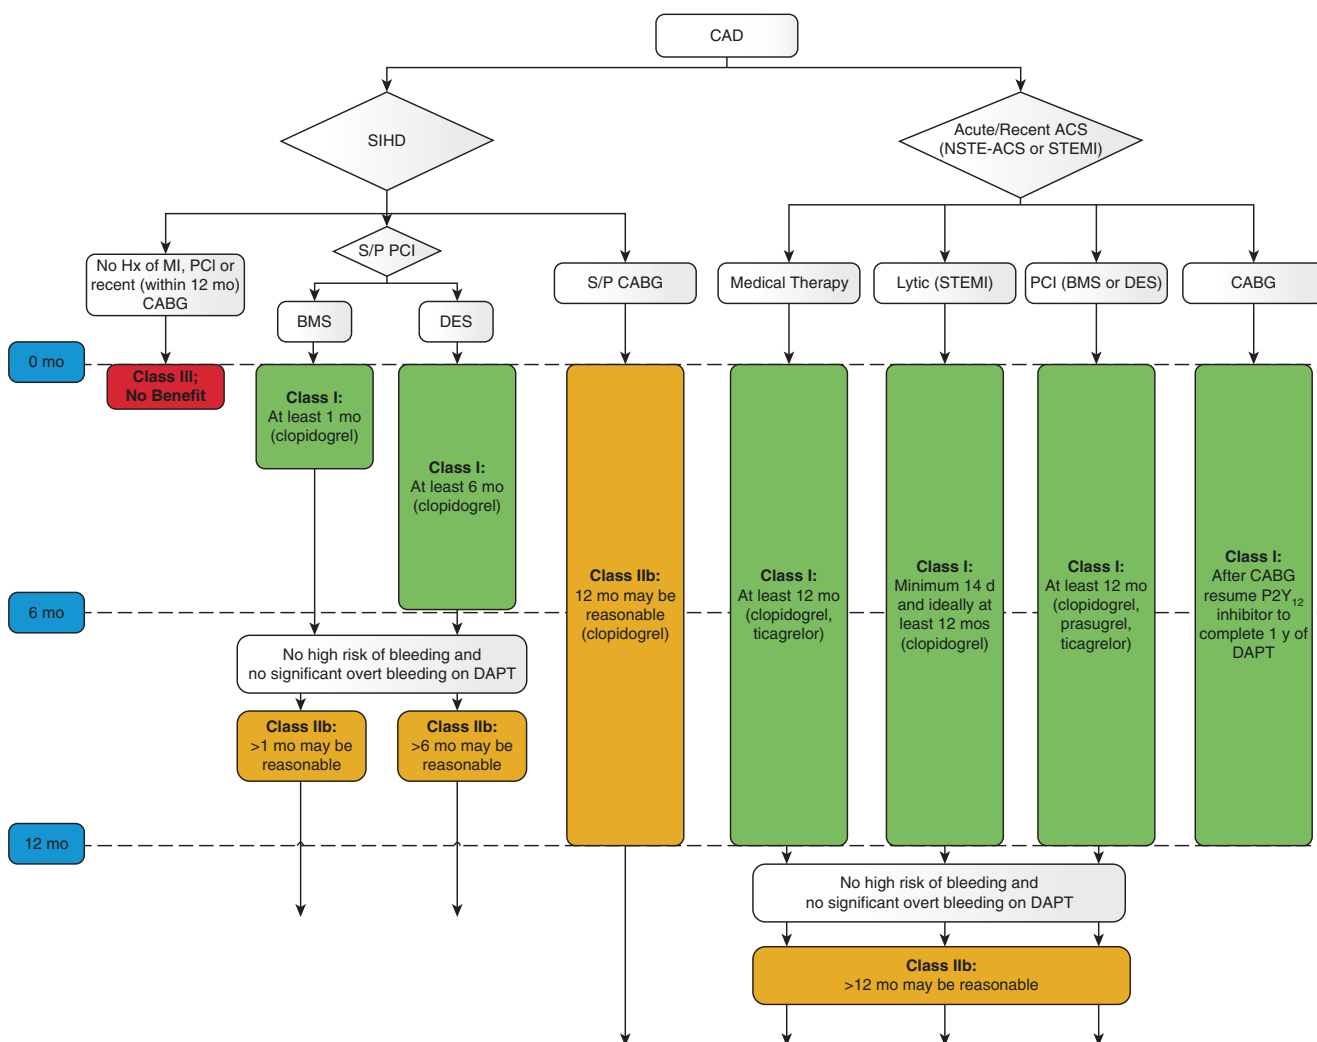 CAD
SIHD
Acute/Recent ACS
(NSTE-ACS or STEMI)
No Hx of MI, PCI or
recent (within 12 mo)
CABG
S/P PCI
BMS
DES
S/P CABG
Medical Therapy
Lytic (STEMI)
PCI (BMS or DES)
CABG
0 mo
Class III;
No Benefit
Class I:
At least 1 mo
(clopidogrel)
Class I:
At least 6 mo
(clopidogrel)
Class IIb:
12 mo may be
reasonable
(clopidogrel)
Class I:
At least 12 mo
(clopidogrel,
ticagrelor)
Class I:
Minimum 14 d
and ideally at
least 12 mos
(clopidogrel)
Class I:
At least 12 mo
(clopidogrel,
prasugrel,
ticagrelor)
Class I:
After CABG
resume P2Y₁₂
inhibitor to
complete 1 y of
DAPT
6 mo
No high risk of bleeding and
no significant overt bleeding on DAPT
Class IIb:
>1 mo may be
reasonable
Class IIb:
>6 mo may be
reasonable
12 mo
No high risk of bleeding and
no significant overt bleeding on DAPT
Class IIb:
>12 mo may be reasonable